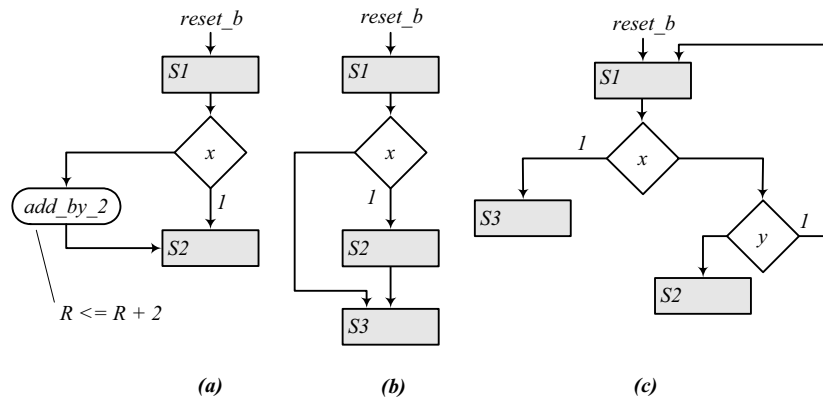 reset_b
S1
x
1
add_by_2
S2
R <= R + 2
(a)
reset_b
S1
x
1
S2
S3
(b)
reset_b
S1
1
x
S3
y
1
S2
(c)